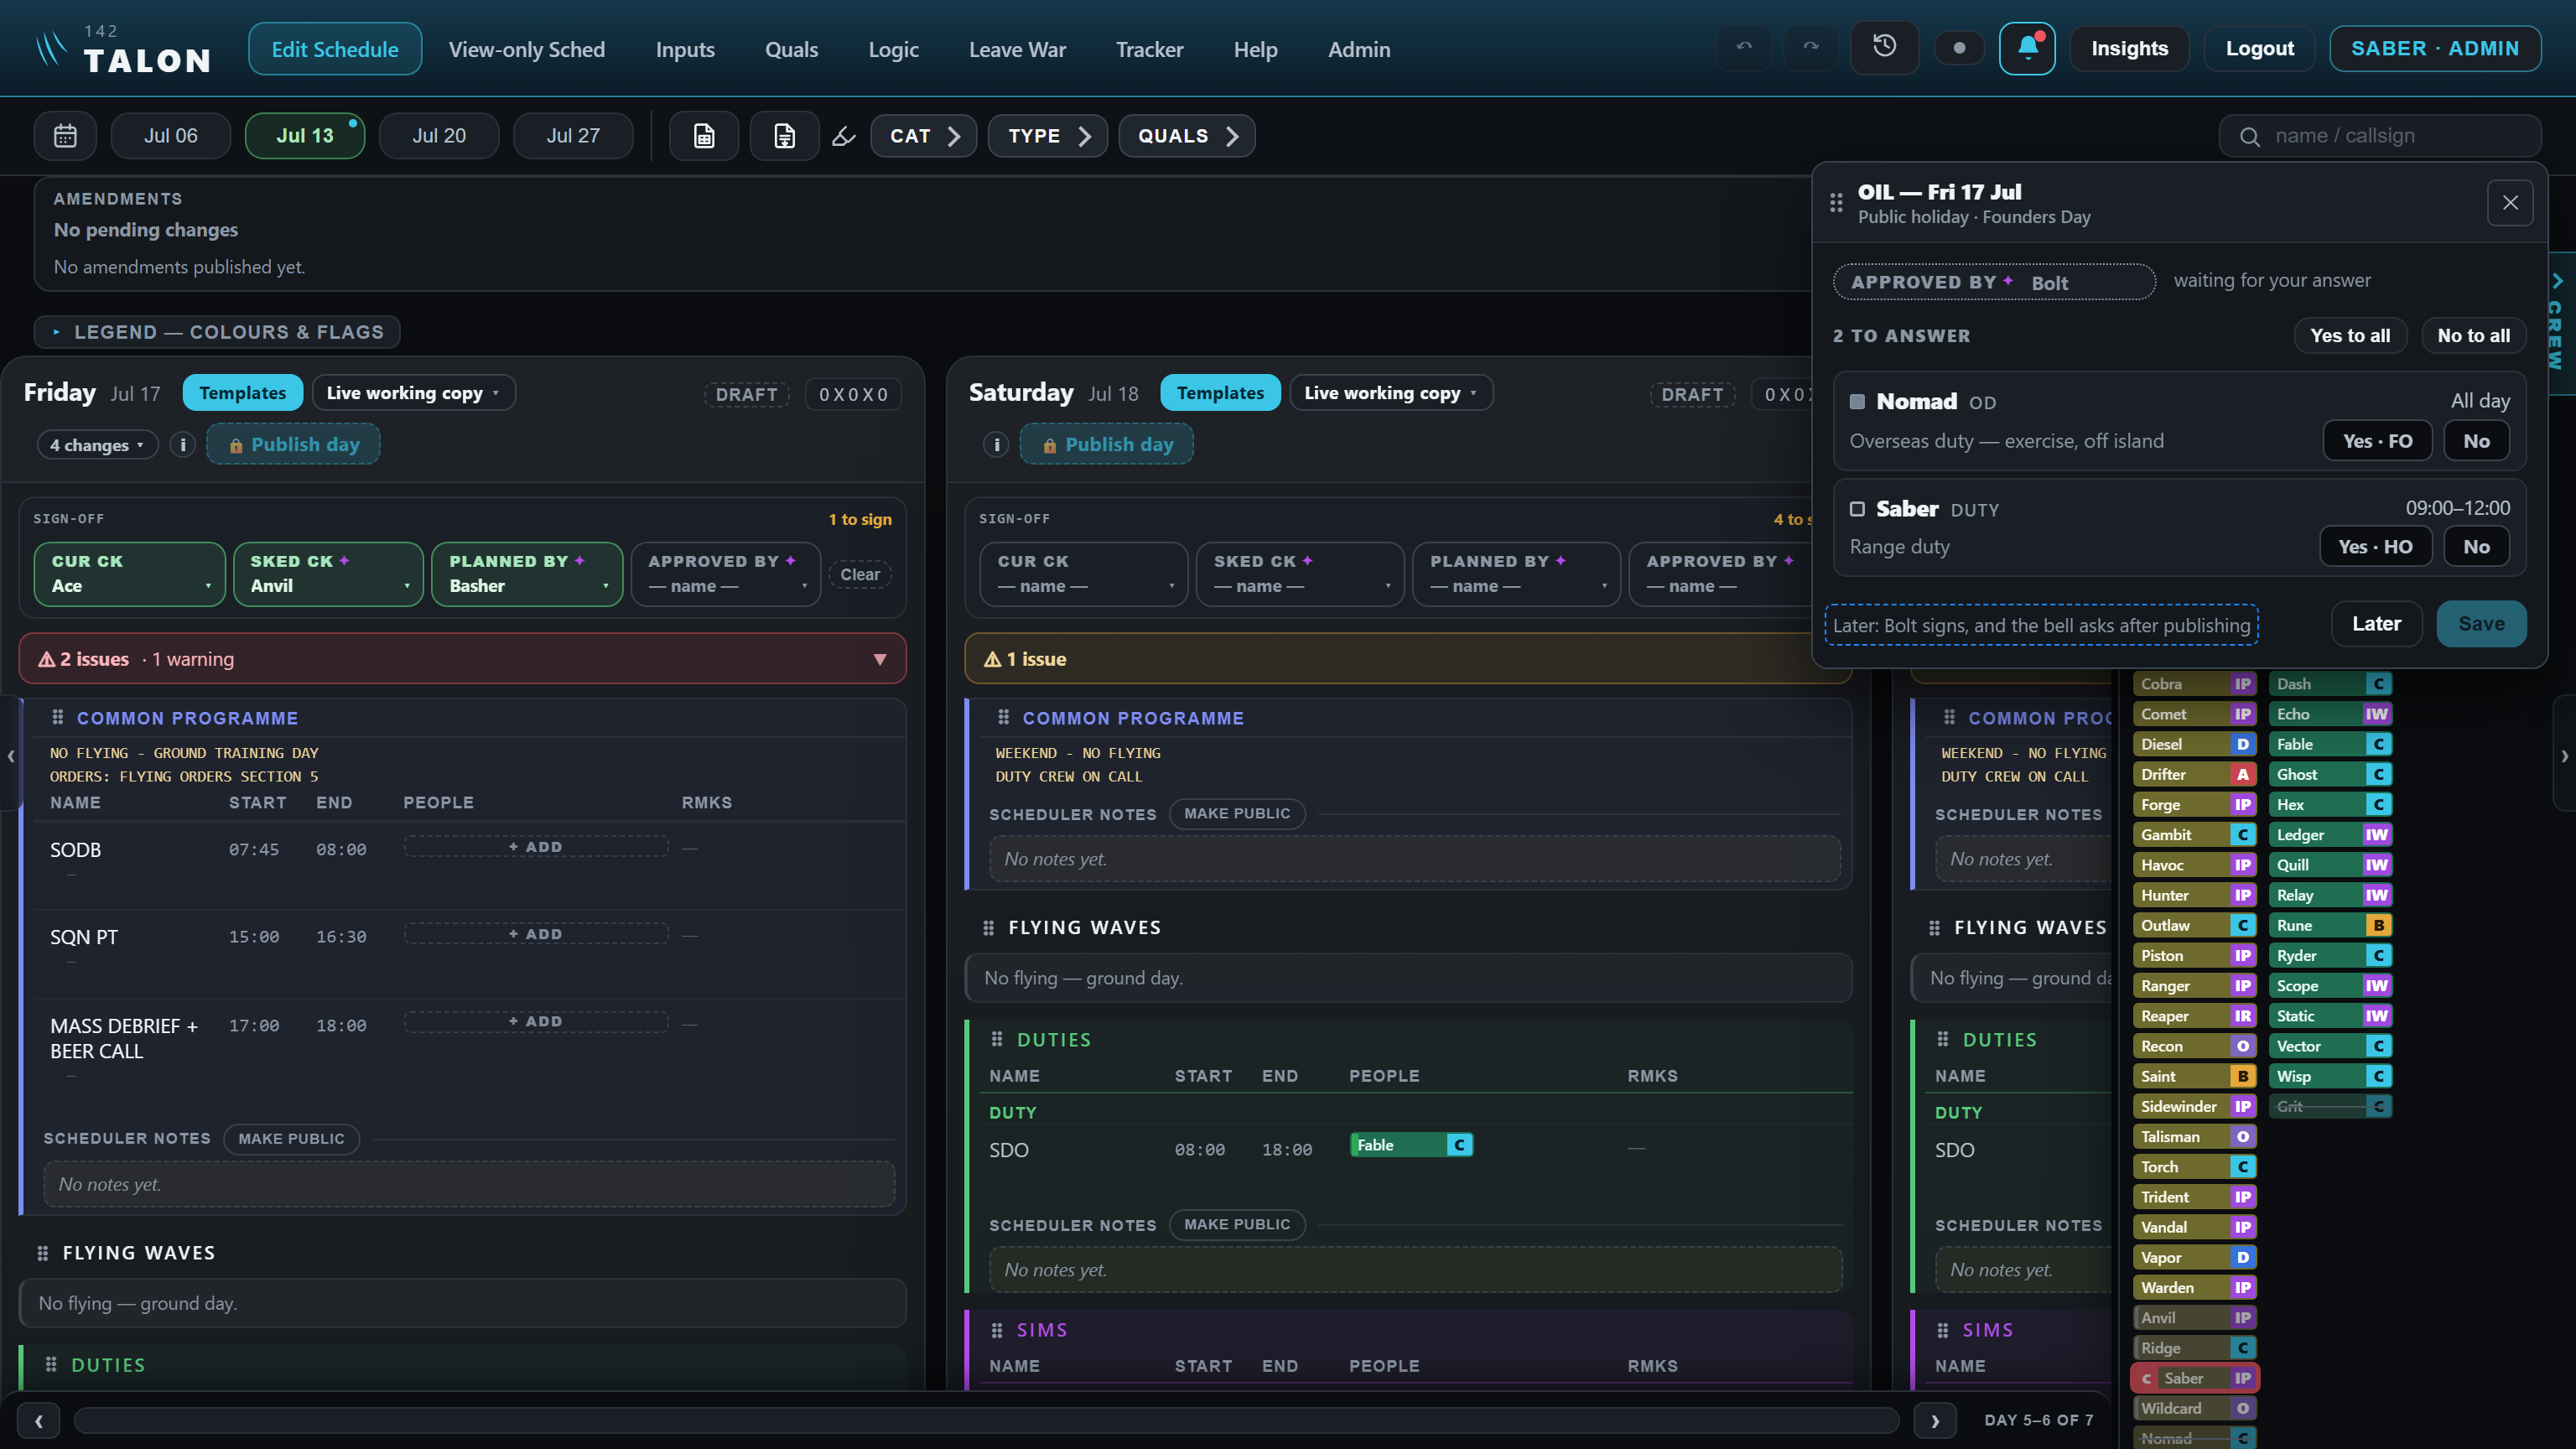 142
TALON
Edit Schedule
View-only Sched
Inputs
Quals
Logic
Leave War
Tracker
Help
Admin
Insights
Logout
SABER · ADMIN
Jul 06
Jul 13
Jul 20
Jul 27
CAT
TYPE
QUALS
name / callsign
AMENDMENTS
No pending changes
No amendments published yet.
LEGEND — COLOURS & FLAGS
OIL — Fri 17 Jul
Public holiday · Founders Day
APPROVED BY Bolt
waiting for your answer
2 TO ANSWER
Yes to all
No to all
Nomad OD
All day
Overseas duty — exercise, off island
Yes · FO
No
Saber DUTY
09:00–12:00
Range duty
Yes · HO
No
Later: Bolt signs, and the bell asks after publishing
Later
Save
CREW
Friday Jul 17
Templates
Live working copy
DRAFT
0 X 0 X 0
4 changes
i
Publish day
SIGN-OFF
1 to sign
CUR CK
Ace
SKED CK
Anvil
PLANNED BY
Basher
APPROVED BY
— name —
Clear
2 issues · 1 warning
COMMON PROGRAMME
NO FLYING - GROUND TRAINING DAY
ORDERS: FLYING ORDERS SECTION 5
NAME START END PEOPLE RMKS
SODB 07:45 08:00 + ADD —
—
SQN PT 15:00 16:30 + ADD —
—
MASS DEBRIEF + BEER CALL 17:00 18:00 + ADD —
—
SCHEDULER NOTES
MAKE PUBLIC
No notes yet.
FLYING WAVES
No flying — ground day.
DUTIES
Saturday Jul 18
Templates
Live working copy
DRAFT
0 X 0
i
Publish day
SIGN-OFF
4 to s
CUR CK
— name —
SKED CK
— name —
PLANNED BY
— name —
APPROVED BY
— name —
1 issue
COMMON PROGRAMME
WEEKEND - NO FLYING
DUTY CREW ON CALL
SCHEDULER NOTES
MAKE PUBLIC
No notes yet.
FLYING WAVES
No flying — ground day.
DUTIES
NAME START END PEOPLE RMKS
DUTY
SDO 08:00 18:00 Fable C —
SCHEDULER NOTES
MAKE PUBLIC
No notes yet.
SIMS
NAME START END PEOPLE RMKS
COMMON PROG
WEEKEND - NO FLYING
DUTY CREW ON CALL
SCHEDULER NOTES
No notes yet.
FLYING WAVES
No flying — ground da
DUTIES
NAME
DUTY
SDO
SCHEDULER NOTES
No notes yet.
SIMS
NAME
Cobra IP
Comet IP
Diesel D
Drifter A
Forge IP
Gambit C
Havoc IP
Hunter IP
Outlaw C
Piston IP
Ranger IP
Reaper IR
Recon O
Saint B
Sidewinder IP
Talisman O
Torch C
Trident IP
Vandal IP
Vapor D
Warden IP
Anvil IP
Ridge C
C Saber IP
Wildcard O
Nomad C
Dash C
Echo IW
Fable C
Ghost C
Hex C
Ledger IW
Quill IW
Relay IW
Rune B
Ryder C
Scope IW
Static IW
Vector C
Wisp C
Grit C
DAY 5–6 OF 7